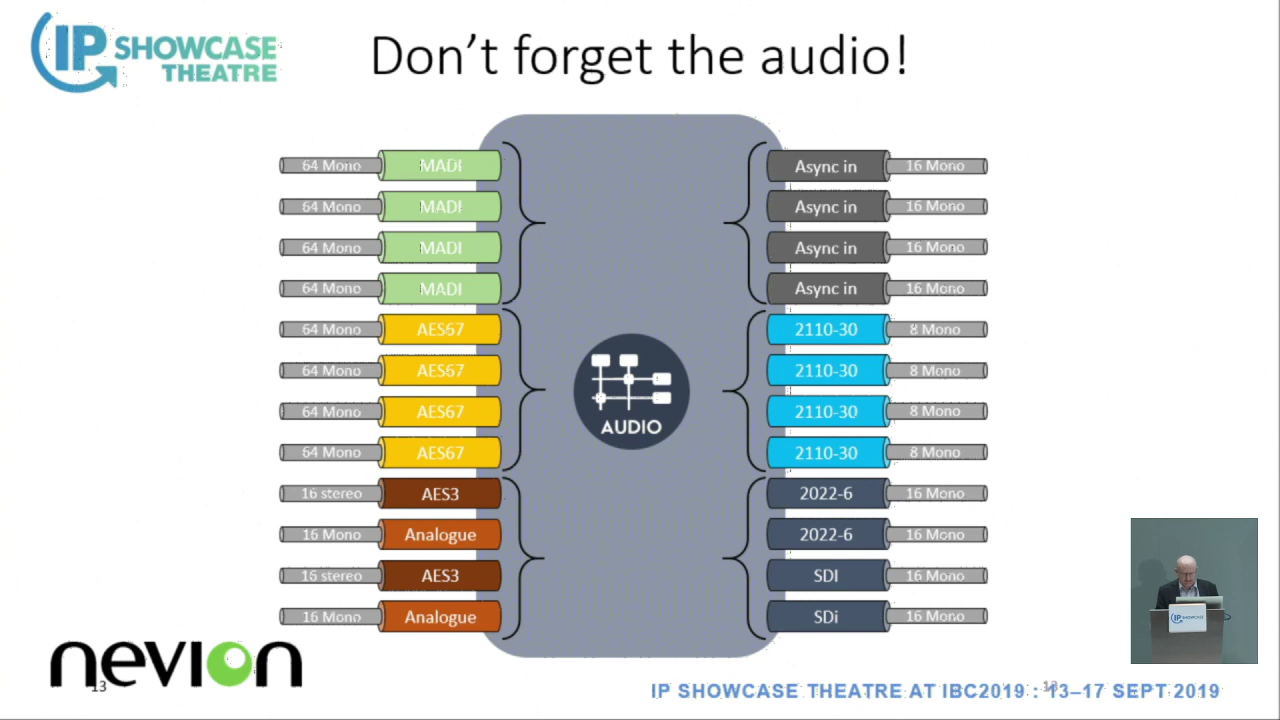 IP SHOWCASE
THEATRE
Don't forget the audio!
64 Mono MADI Async in 16 Mono
64 Mono MADI Async in 16 Mono
64 Mono MADI Async in 16 Mono
64 Mono MADI Async in 16 Mono
64 Mono AES67 2110-30 8 Mono
64 Mono AES67 2110-30 8 Mono
64 Mono AES67 2110-30 8 Mono
64 Mono AES67 2110-30 8 Mono
AUDIO
16 stereo AES3 2022-6 16 Mono
16 Mono Analogue 2022-6 16 Mono
16 stereo AES3 SDI 16 Mono
16 Mono Analogue SDi 16 Mono
IP SHOWCASE
nevion
13
IP SHOWCASE THEATRE AT IBC2019 : 13–17 SEPT 2019